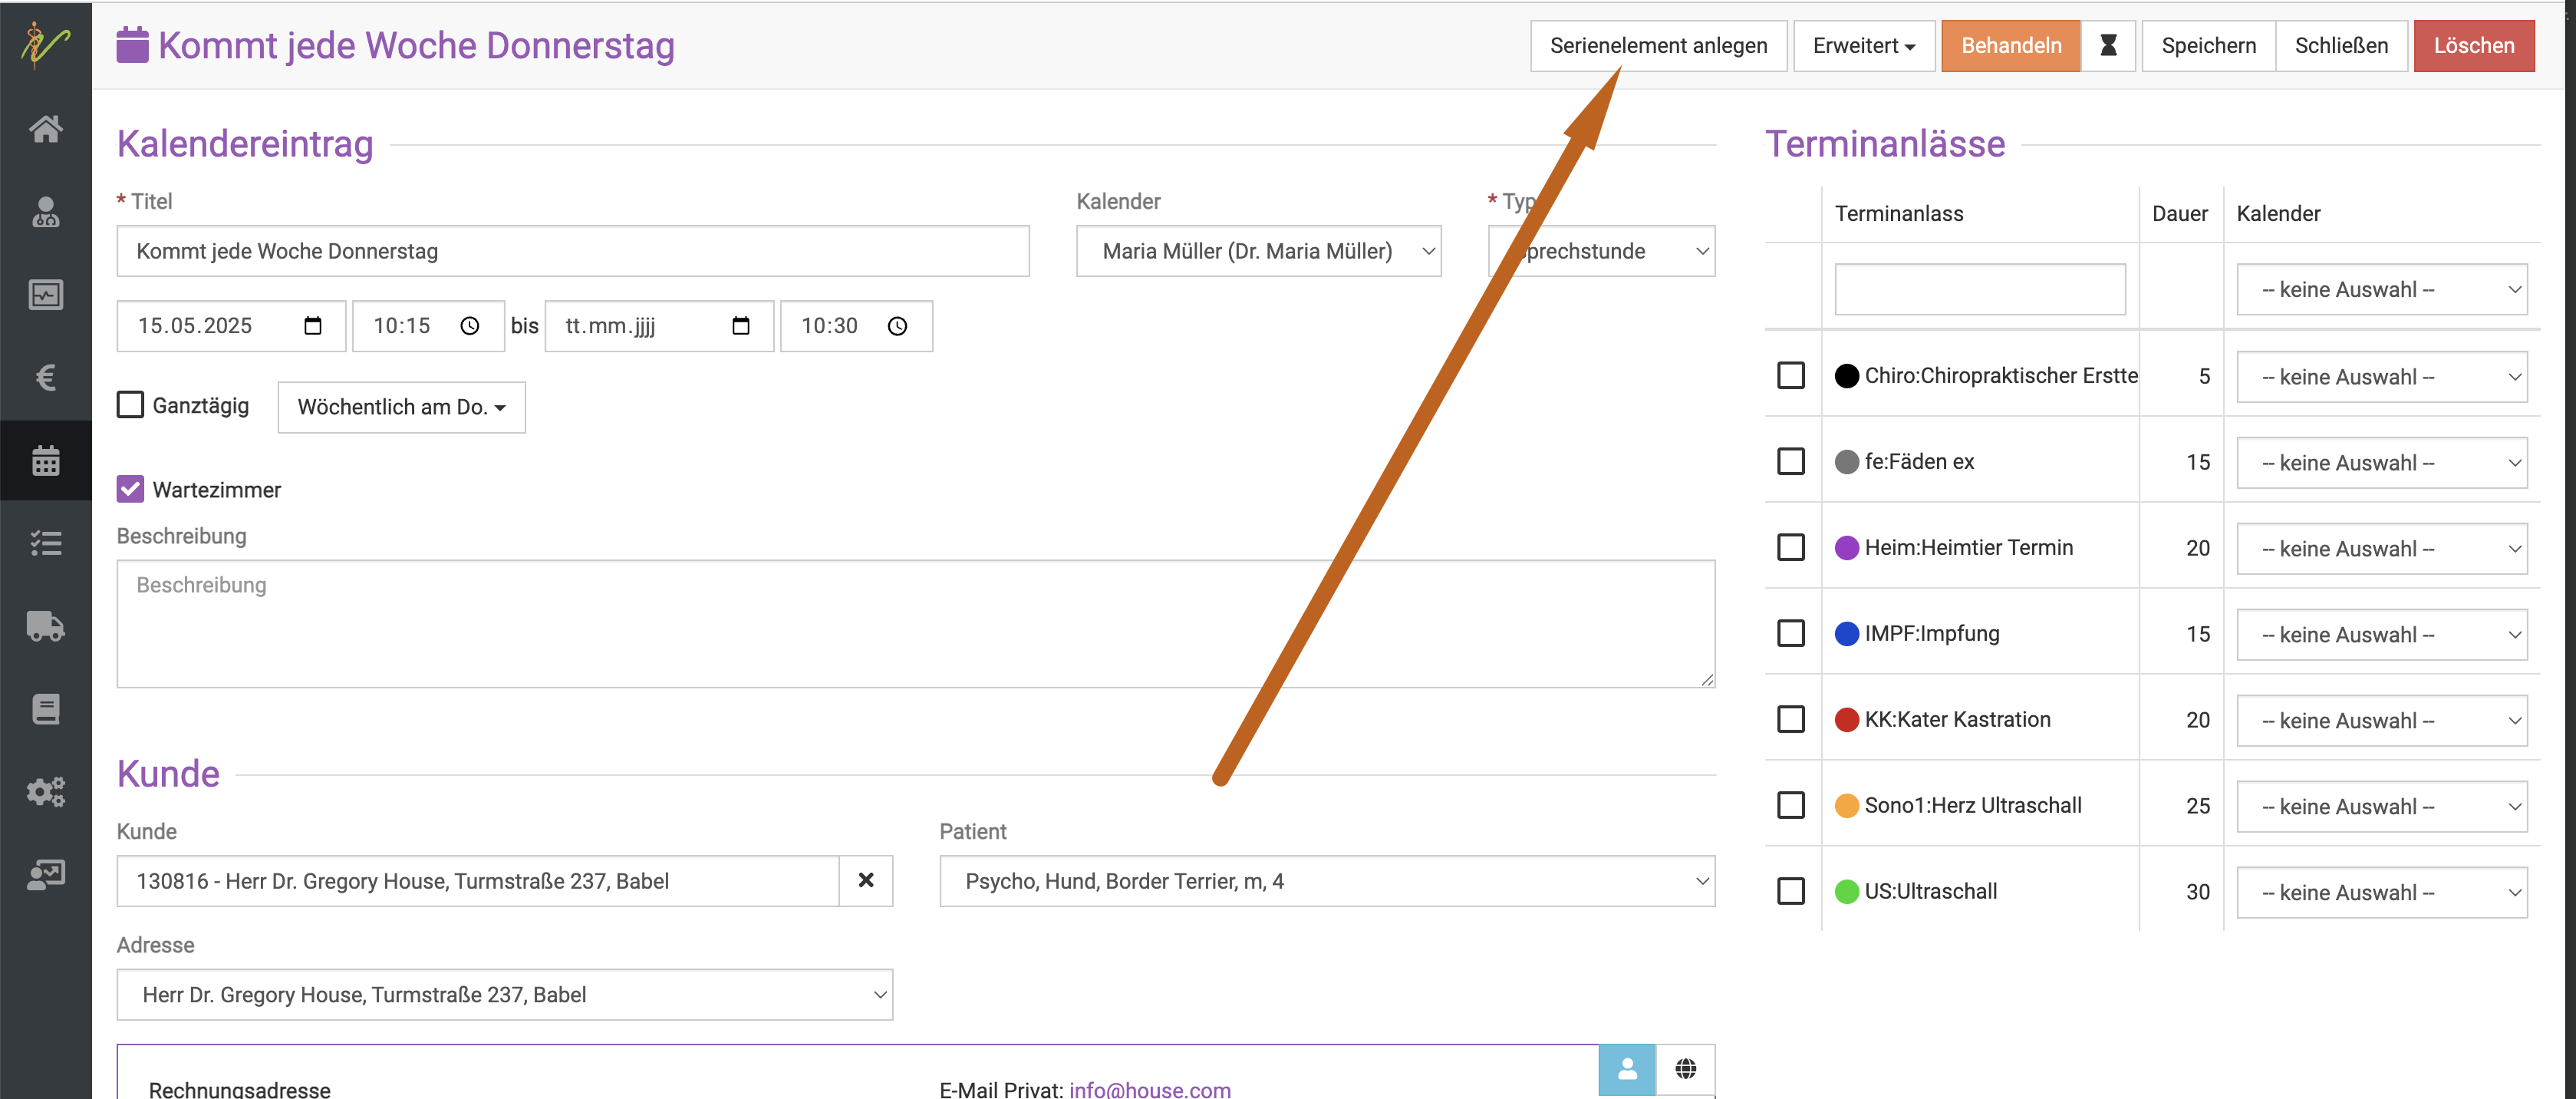 Kommt jede Woche Donnerstag
Serienelement anlegen
Erweitert
Behandeln
Speichern
Schließen
Löschen
Kalendereintrag
* Titel
Kalender
* Typ
Kommt jede Woche Donnerstag
Maria Müller (Dr. Maria Müller)
prechstunde
15.05.2025
10:15
bis
tt.mm.jjjj
10:30
Ganztägig
Wöchentlich am Do.
Wartezimmer
Beschreibung
Beschreibung
Kunde
Kunde
Patient
130816 - Herr Dr. Gregory House, Turmstraße 237, Babel
Psycho, Hund, Border Terrier, m, 4
Adresse
Herr Dr. Gregory House, Turmstraße 237, Babel
Rechnungsadresse
E-Mail Privat: info@house.com
Terminanlässe
Terminanlass Dauer Kalender
-- keine Auswahl --
Chiro:Chiropraktischer Erstte 5 -- keine Auswahl --
fe:Fäden ex 15 -- keine Auswahl --
Heim:Heimtier Termin 20 -- keine Auswahl --
IMPF:Impfung 15 -- keine Auswahl --
KK:Kater Kastration 20 -- keine Auswahl --
Sono1:Herz Ultraschall 25 -- keine Auswahl --
US:Ultraschall 30 -- keine Auswahl --